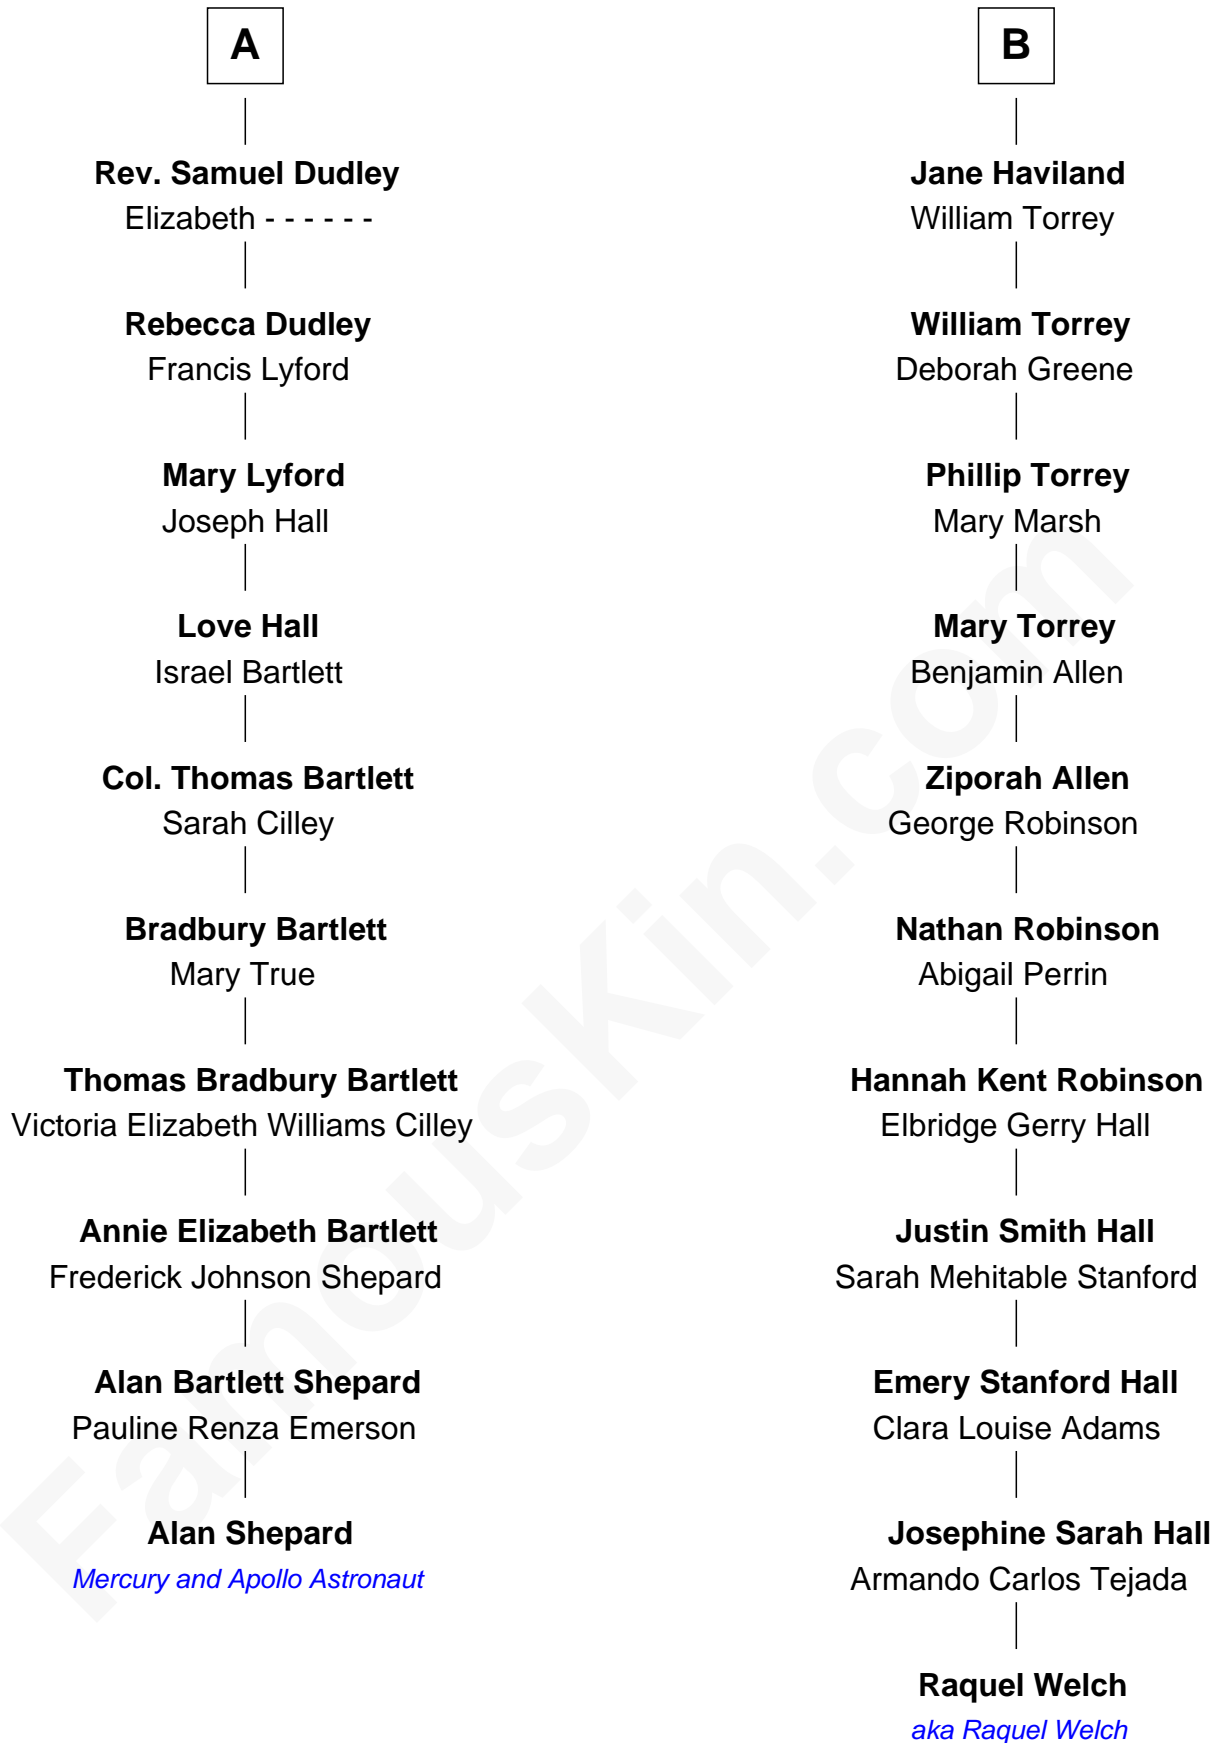 A
Rev. Samuel Dudley
Elizabeth - - - - - -
Rebecca Dudley
Francis Lyford
Mary Lyford
Joseph Hall
Love Hall
Israel Bartlett
Col. Thomas Bartlett
Sarah Cilley
Bradbury Bartlett
Mary True
Thomas Bradbury Bartlett
Victoria Elizabeth Williams Cilley
Annie Elizabeth Bartlett
Frederick Johnson Shepard
Alan Bartlett Shepard
Pauline Renza Emerson
Alan Shepard
Mercury and Apollo Astronaut
B
Jane Haviland
William Torrey
William Torrey
Deborah Greene
Phillip Torrey
Mary Marsh
Mary Torrey
Benjamin Allen
Ziporah Allen
George Robinson
Nathan Robinson
Abigail Perrin
Hannah Kent Robinson
Elbridge Gerry Hall
Justin Smith Hall
Sarah Mehitable Stanford
Emery Stanford Hall
Clara Louise Adams
Josephine Sarah Hall
Armando Carlos Tejada
Raquel Welch
aka Raquel Welch
FamousKin.com